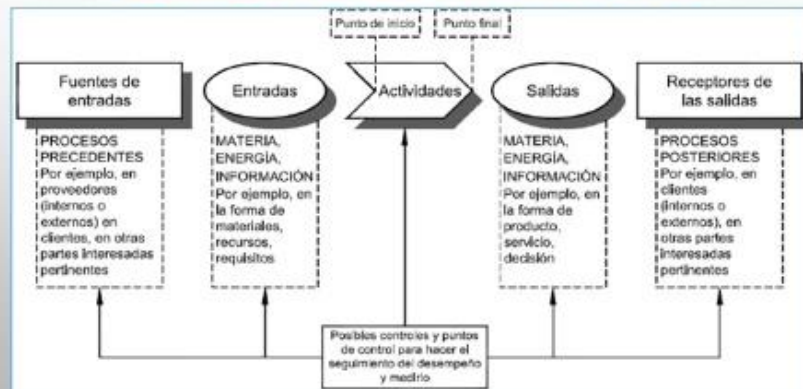 Punto de inicio
Punto final
Fuentes de
entradas
Entradas
Actividades
Salidas
Receptores de
las salidas
PROCESOS
PRECEDENTES
Por ejemplo, en
proveedores
(internos o
externos) en
clientes, en otras
partes interesadas
pertinentes
MATERIA,
ENERGÍA,
INFORMACIÓN
Por ejemplo, en
la forma de
materiales,
recursos,
requisitos
MATERIA,
ENERGÍA,
INFORMACIÓN
Por ejemplo, en
la forma de
producto,
servicio,
decisión
PROCESOS
POSTERIORES
Por ejemplo, en
clientes
(internos o
externos), en
otras partes
interesadas
pertinentes
Posibles controles y puntos
de control para hacer el
seguimiento del desempeño
y medirlo